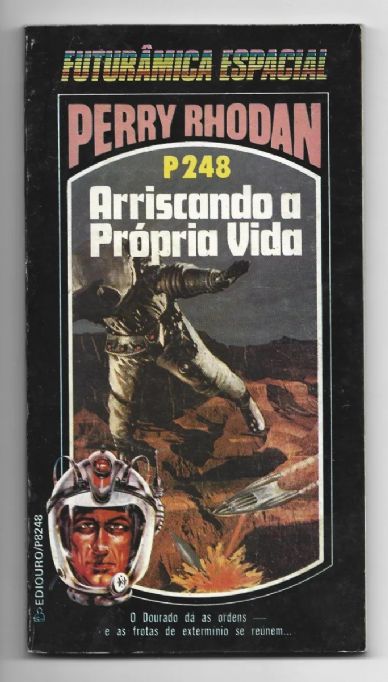 FUTURÂMICA ESPACIAL
PERRY RHODAN
P248
Arriscando a
Própria Vida
EDIOURO/P8248
O Dourado dá as ordens —
e as frotas de extermínio se reúnem...